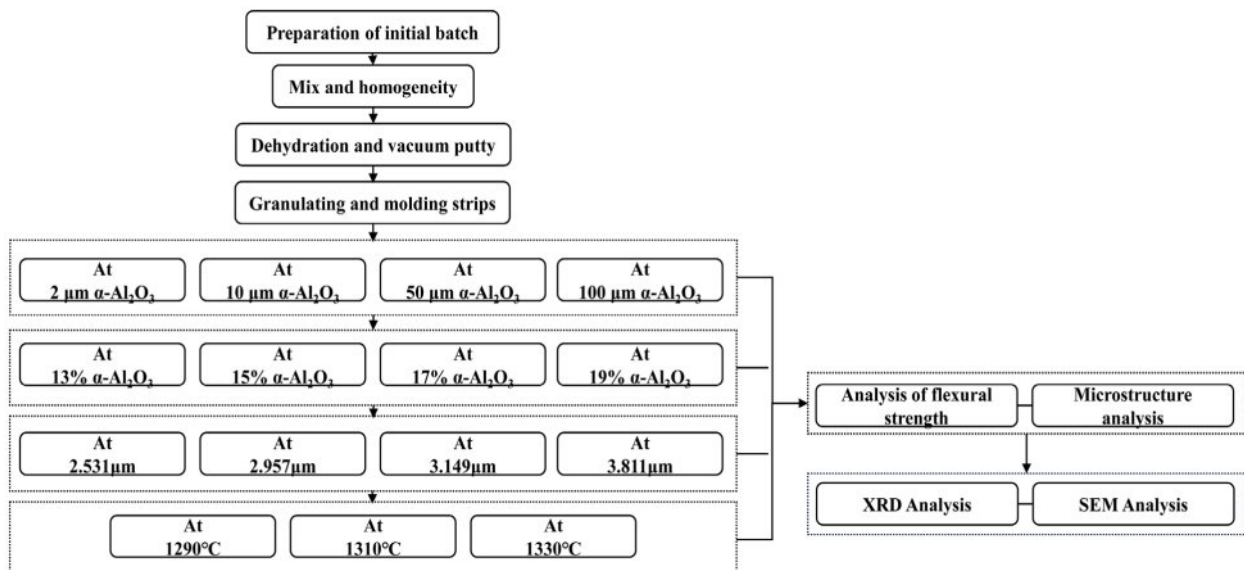 Preparation of initial batch
Mix and homogeneity
Dehydration and vacuum putty
Granulating and molding strips
At
2 μm α-Al₂O₃
At
10 μm α-Al₂O₃
At
50 μm α-Al₂O₃
At
100 μm α-Al₂O₃
At
13% α-Al₂O₃
At
15% α-Al₂O₃
At
17% α-Al₂O₃
At
19% α-Al₂O₃
At
2.531μm
At
2.957μm
At
3.149μm
At
3.811μm
At
1290°C
At
1310°C
At
1330°C
Analysis of flexural
strength
Microstructure
analysis
XRD Analysis
SEM Analysis